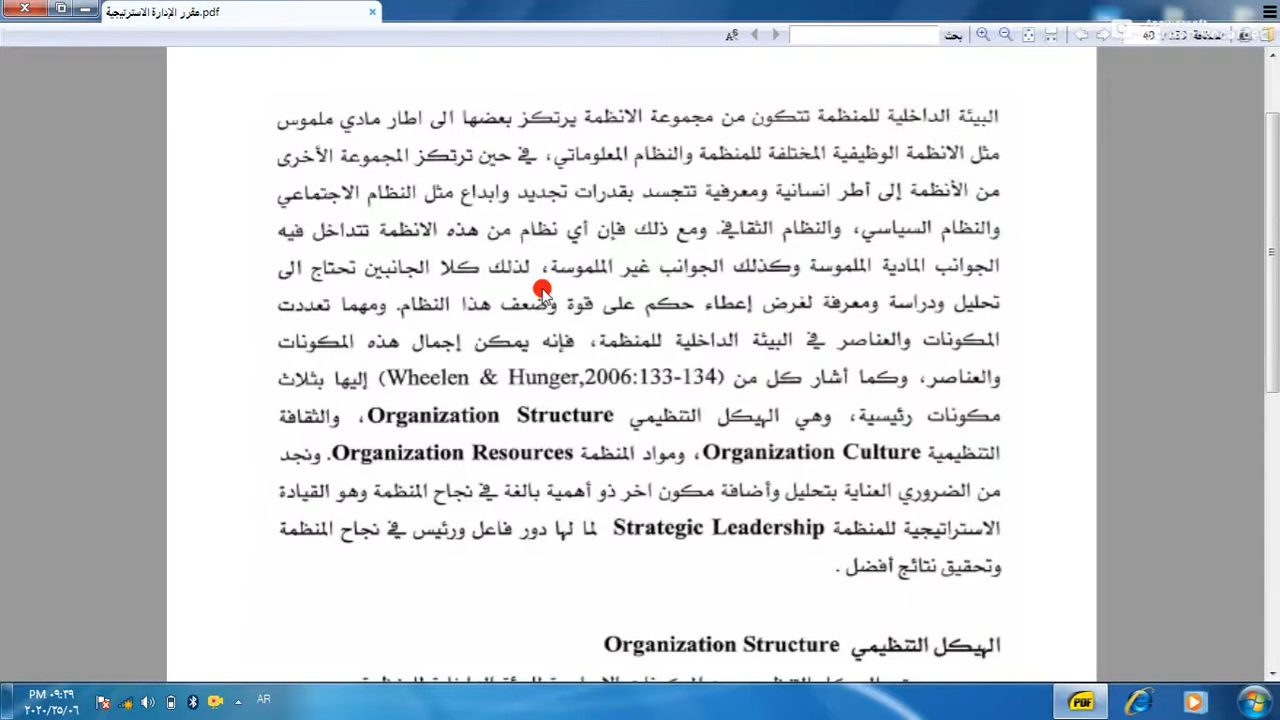 مقرر الإدارة الاسترتيجية.pdf
بحث
البيئة الداخلية للمنظمة تتكون من مجموعة الانظمة يرتكز بعضها الى اطار مادي ملموس
مثل الانظمة الوظيفية المختلفة للمنظمة والنظام المعلوماتي، في حين ترتكز المجموعة الأخرى
من الأنظمة إلى أطر انسانية ومعرفية تتجسد بقدرات تجديد وابداع مثل النظام الاجتماعي
والنظام السياسي، والنظام الثقافي. ومع ذلك فإن أي نظام من هذه الانظمة تتداخل فيه
الجوانب المادية الملموسة وكذلك الجوانب غير الملموسة، لذلك كلا الجانبين تحتاج الى
تحليل ودراسة ومعرفة لغرض إعطاء حكم على قوة وضعف هذا النظام. ومهما تعددت
المكونات والعناصر في البيئة الداخلية للمنظمة، فإنه يمكن إجمال هذه المكونات
والعناصر، وكما أشار كل من (Wheelen & Hunger,2006:133-134) إليها بثلاث
مكونات رئيسية، وهي الهيكل التنظيمي Organization Structure، والثقافة
التنظيمية Organization Culture، ومواد المنظمة Organization Resources. ونجد
من الضروري العناية بتحليل وأضافة مكون اخر ذو أهمية بالغة في نجاح المنظمة وهو القيادة
الاستراتيجية للمنظمة Strategic Leadership لما لها دور فاعل ورئيس في نجاح المنظمة
وتحقيق نتائج أفضل .
الهيكل التنظيمي Organization Structure
PM ٠٩:٣٩
٢٠٢٠/٢٥/٠٦
AR
PDF